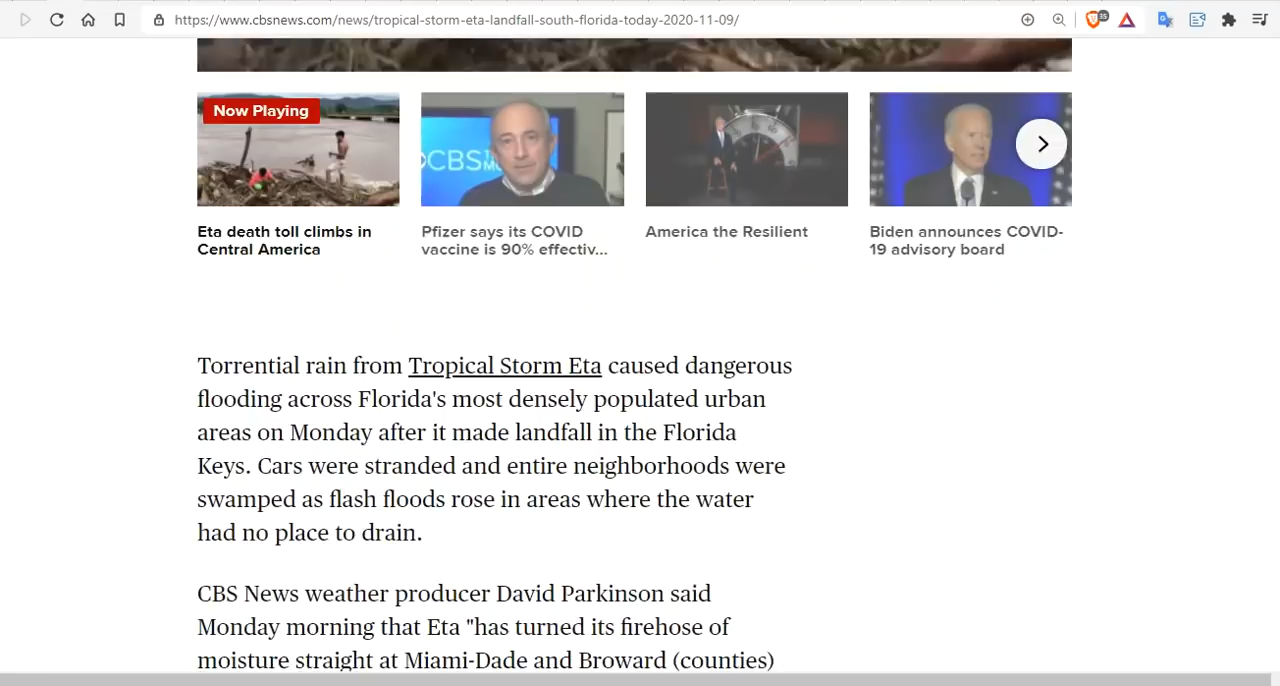 https://www.cbsnews.com/news/tropical-storm-eta-landfall-south-florida-today-2020-11-09/
Now Playing
CBS
Eta death toll climbs in
Central America
Pfizer says its COVID
vaccine is 90% effectiv...
America the Resilient
Biden announces COVID-
19 advisory board
Torrential rain from Tropical Storm Eta caused dangerous
flooding across Florida's most densely populated urban
areas on Monday after it made landfall in the Florida
Keys. Cars were stranded and entire neighborhoods were
swamped as flash floods rose in areas where the water
had no place to drain.
CBS News weather producer David Parkinson said
Monday morning that Eta "has turned its firehose of
moisture straight at Miami-Dade and Broward (counties)